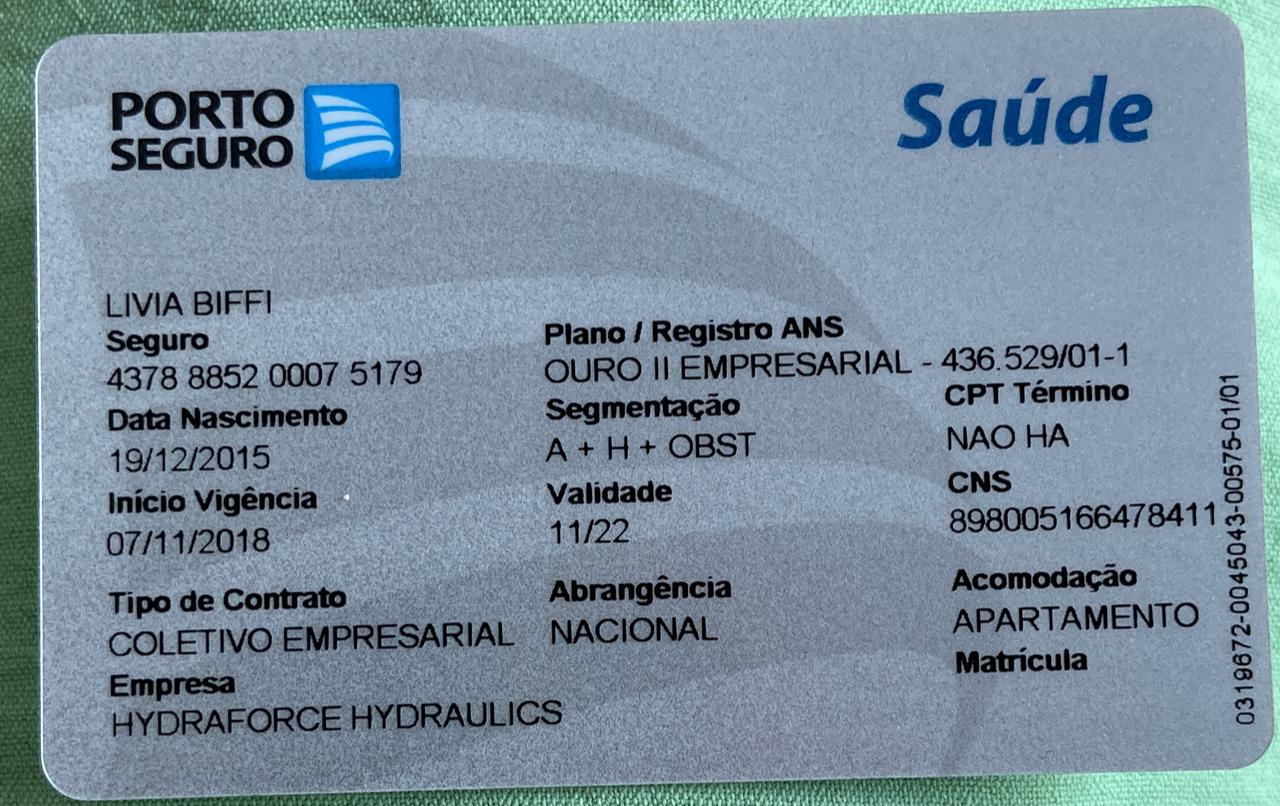 PORTO
SEGURO
Saúde
LIVIA BIFFI
Seguro
4378 8852 0007 5179
Plano / Registro ANS
OURO II EMPRESARIAL - 436.529/01-1
Data Nascimento
19/12/2015
Segmentação
A + H + OBST
CPT Término
NAO HA
Início Vigência
07/11/2018
Validade
11/22
CNS
898005166478411
Tipo de Contrato
COLETIVO EMPRESARIAL
Abrangência
NACIONAL
Acomodação
APARTAMENTO
Empresa
HYDRAFORCE HYDRAULICS
Matrícula
0319672-0045043-00575-01/01